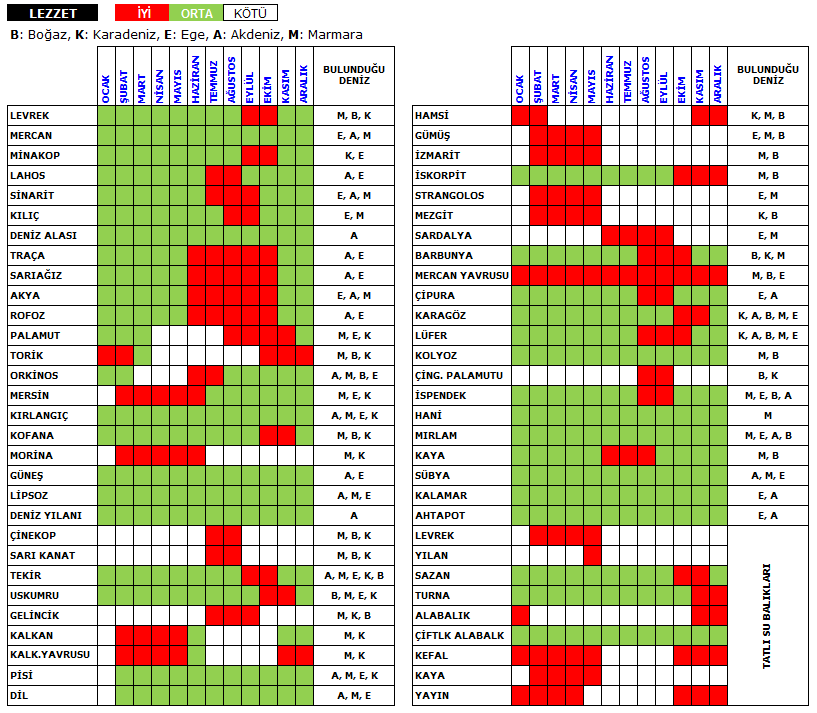 LEZZET İYİ ORTA KÖTÜ
B: Boğaz, K: Karadeniz, E: Ege, A: Akdeniz, M: Marmara
OCAK ŞUBAT MART NİSAN MAYIS HAZİRAN TEMMUZ AĞUSTOS EYLÜL EKİM KASIM ARALIK BULUNDUĞU DENİZ
LEVREK M, B, K
MERCAN E, A, M
MİNAKOP K, E
LAHOS A, E
SİNARİT E, A, M
KILIÇ E, M
DENİZ ALASI A
TRAÇA A, E
SARIAĞIZ A, E
AKYA E, A, M
ROFOZ A, E
PALAMUT M, E, K
TORİK M, B, K
ORKİNOS A, M, B, E
MERSİN M, E, K
KIRLANGIÇ A, M, E, K
KOFANA M, B, K
MORİNA M, K
GÜNEŞ A, E
LİPSOZ A, M, E
DENİZ YILANI A
ÇİNEKOP M, B, K
SARI KANAT M, B, K
TEKİR A, M, E, K, B
USKUMRU B, M, E, K
GELİNCİK M, K, B
KALKAN M, K
KALK.YAVRUSU M, K
PİSİ A, M, E, K
DİL A, M, E
OCAK ŞUBAT MART NİSAN MAYIS HAZİRAN TEMMUZ AĞUSTOS EYLÜL EKİM KASIM ARALIK BULUNDUĞU DENİZ
HAMSİ K, M, B
GÜMÜŞ E, M, B
İZMARİT M, B
İSKORPİT M, B
STRANGOLOS E, M
MEZGİT K, B
SARDALYA E, M
BARBUNYA B, K, M
MERCAN YAVRUSU M, B, E
ÇİPURA E, A
KARAGÖZ K, A, B, M, E
LÜFER K, A, B, M, E
KOLYOZ M, B
ÇİNG. PALAMUTU B, K
İSPENDEK M, E, B, A
HANİ M
MIRLAM M, E, A, B
KAYA M, B
SÜBYA A, M, E
KALAMAR E, A
AHTAPOT E, A
LEVREK
YILAN
SAZAN
TURNA
ALABALIK
ÇİFTLK ALABALK
KEFAL
KAYA
YAYIN
TATLI SU BALIKLARI